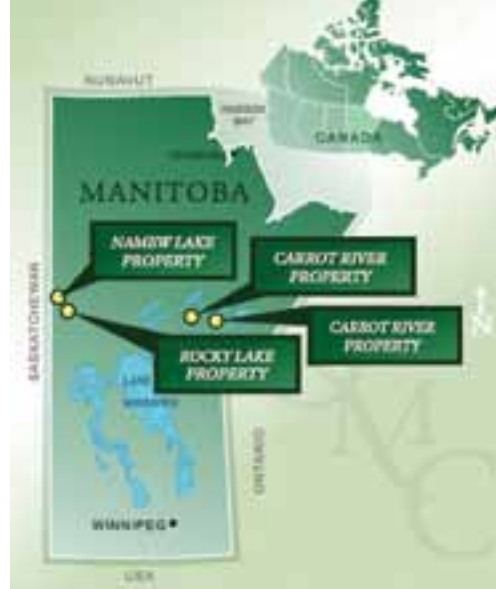 NUNAVUT
HUDSON
BAY
CANADA
MANITOBA
NAMEW LAKE
PROPERTY
CARROT RIVER
PROPERTY
CARROT RIVER
PROPERTY
ROCKY LAKE
PROPERTY
SASKATCHEWAN
LAKE
WINNIPEG
ONTARIO
WINNIPEG
USA
MC